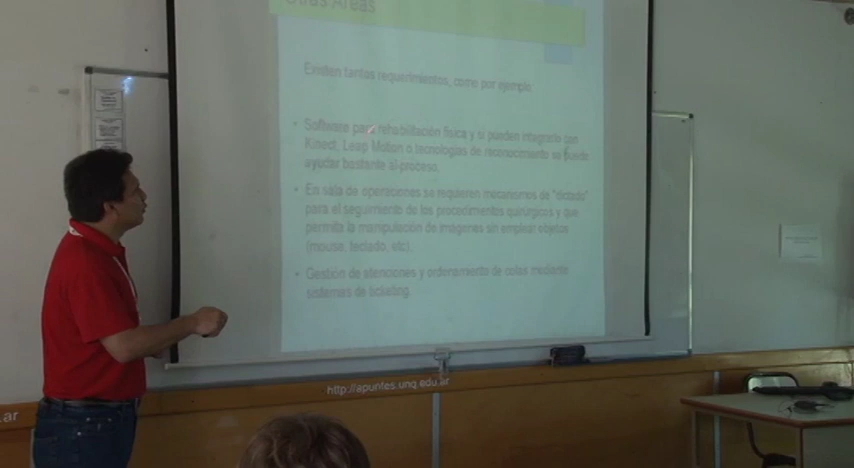 Otras Áreas
Existen tantos requerimientos, como por ejemplo:
• Software para rehabilitación física y si pueden integrarlo con
Kinect, Leap Motion o tecnologías de reconocimiento se puede
ayudar bastante al proceso.
• En sala de operaciones se requieren mecanismos de "dictado"
para el seguimiento de los procedimientos quirúrgicos y que
permita la manipulación de imágenes sin emplear objetos
(mouse, teclado, etc).
• Gestión de atenciones y ordenamiento de colas mediante
sistemas de ticketing.
http://apuntes.unq.edu.ar
.ar